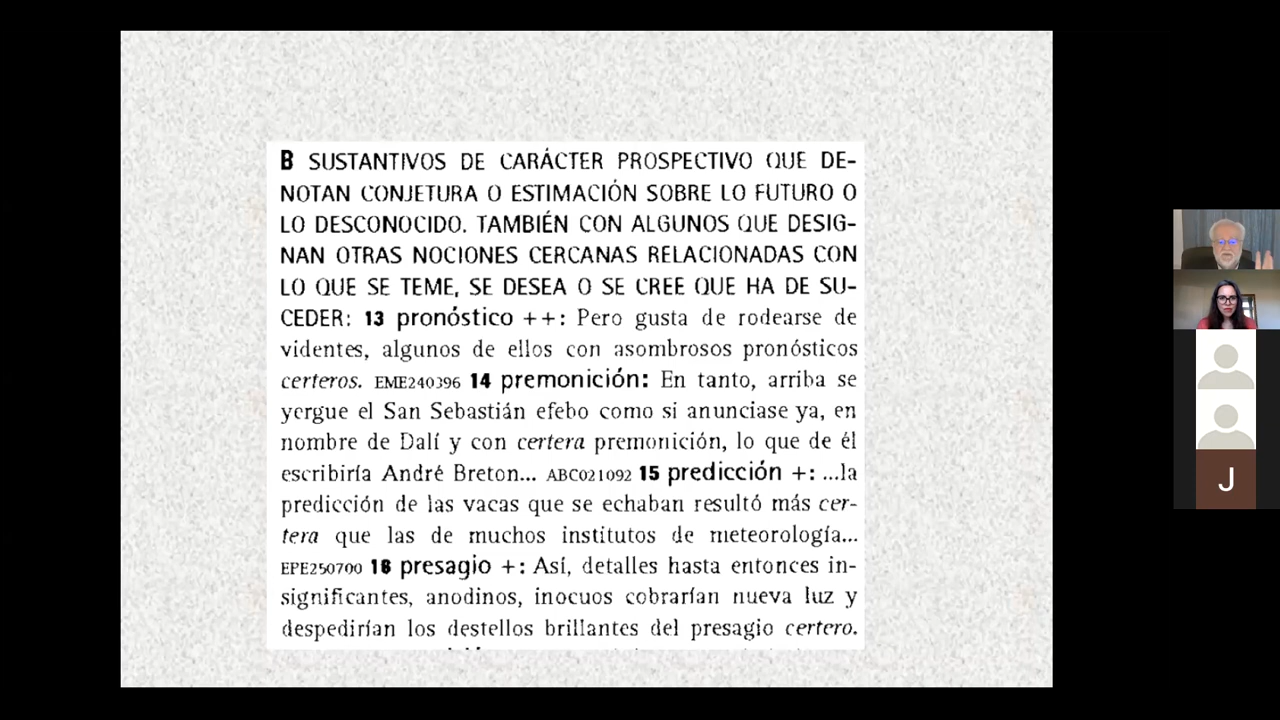 B SUSTANTIVOS DE CARÁCTER PROSPECTIVO QUE DE-
NOTAN CONJETURA O ESTIMACIÓN SOBRE LO FUTURO O
LO DESCONOCIDO. TAMBIÉN CON ALGUNOS QUE DESIG-
NAN OTRAS NOCIONES CERCANAS RELACIONADAS CON
LO QUE SE TEME, SE DESEA O SE CREE QUE HA DE SU-
CEDER: 13 pronóstico ++: Pero gusta de rodearse de
videntes, algunos de ellos con asombrosos pronósticos
certeros. EME240396 14 premonición: En tanto, arriba se
yergue el San Sebastián efebo como si anunciase ya, en
nombre de Dalí y con certera premonición, lo que de él
escribiría André Breton... ABC021092 15 predicción +: ...la
predicción de las vacas que se echaban resultó más cer-
tera que las de muchos institutos de meteorología...
EPE250700 16 presagio +: Así, detalles hasta entonces in-
significantes, anodinos, inocuos cobrarían nueva luz y
despedirían los destellos brillantes del presagio certero.
J